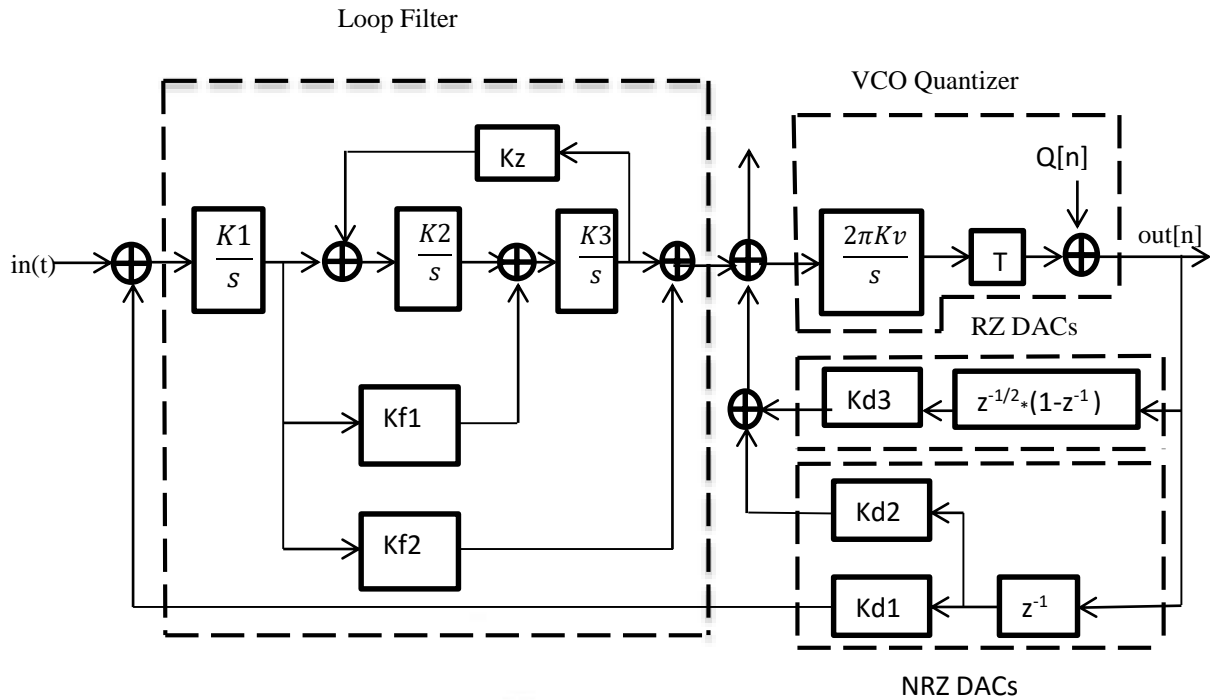 Loop Filter
VCO Quantizer
Kz
Q[n]
in(t)
K1
s
K2
s
K3
s
2πKv
s
T
out[n]
RZ DACs
Kf1
Kd3
z-1/2*(1-z-1)
Kf2
Kd2
Kd1
z-1
NRZ DACs